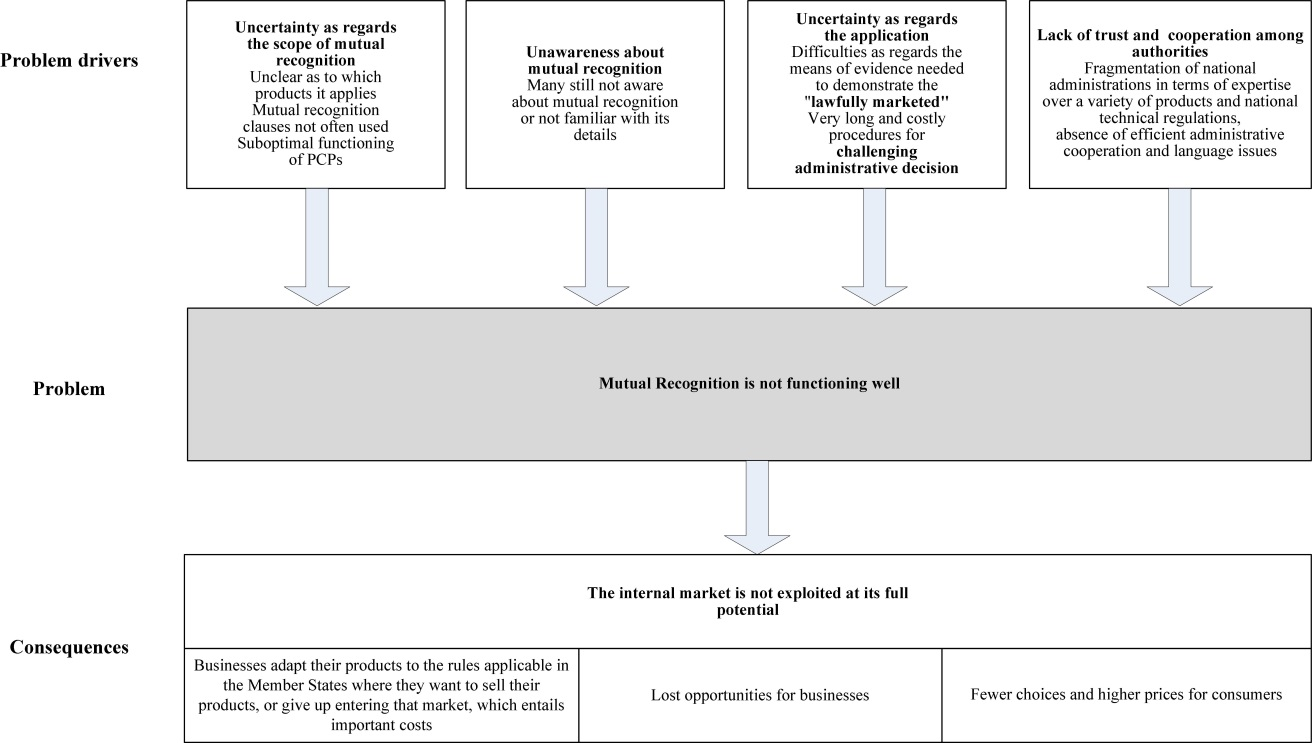 Problem drivers
Uncertainty as regards
the scope of mutual
recognition
Unclear as to which
products it applies
Mutual recognition
clauses not often used
Suboptimal functioning
of PCPs
Unawareness about
mutual recognition
Many still not aware
about mutual recognition
or not familiar with its
details
Uncertainty as regards
the application
Difficulties as regards the
means of evidence needed
to demonstrate the
"lawfully marketed"
Very long and costly
procedures for
challenging
administrative decision
Lack of trust and cooperation among
authorities
Fragmentation of national
administrations in terms of expertise
over a variety of products and national
technical regulations,
absence of efficient administrative
cooperation and language issues
Problem
Mutual Recognition is not functioning well
Consequences
The internal market is not exploited at its full
potential
Businesses adapt their products to the rules applicable in
the Member States where they want to sell their
products, or give up entering that market, which entails
important costs
Lost opportunities for businesses
Fewer choices and higher prices for consumers